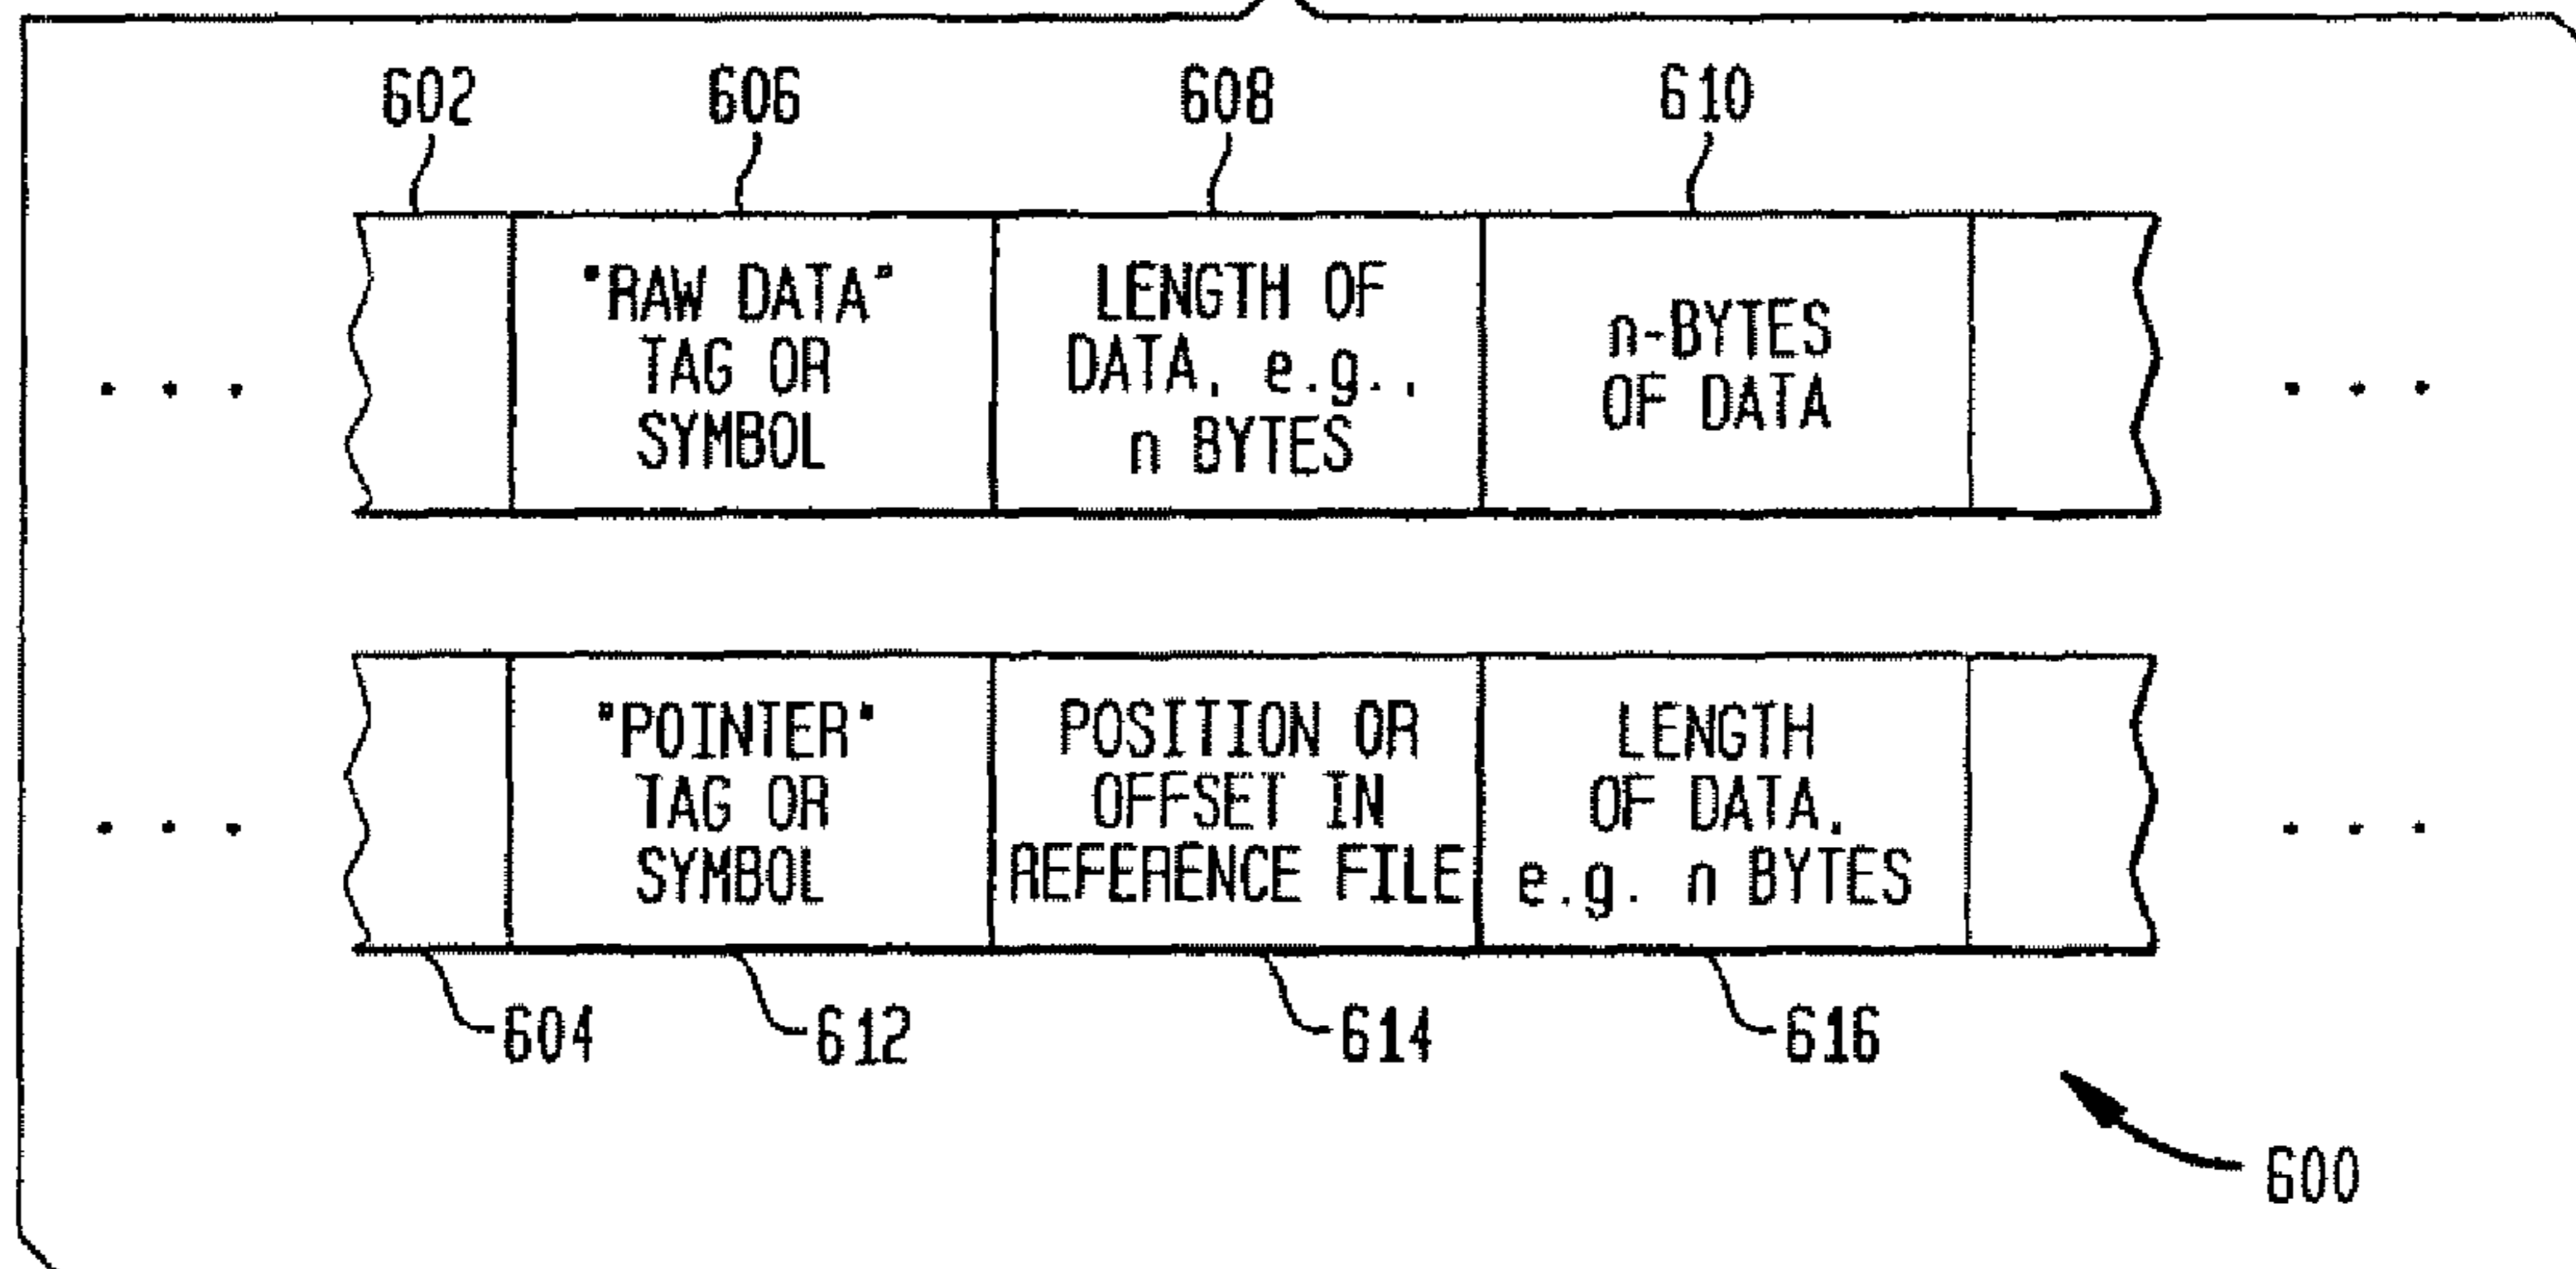 602 606 608 610
"RAW DATA"
TAG OR
SYMBOL
LENGTH OF
DATA, e.g.,
n BYTES
n-BYTES
OF DATA
. . .
. . .
"POINTER"
TAG OR
SYMBOL
POSITION OR
OFFSET IN
REFERENCE FILE
LENGTH
OF DATA,
e.g. n BYTES
. . .
. . .
604 612 614 616
600